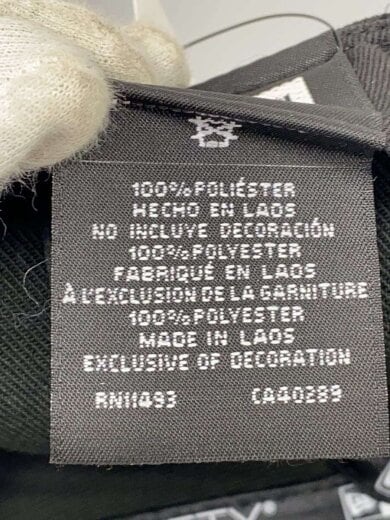 100% POLIÉSTER
HECHO EN LAOS
NO INCLUYE DECORACIÓN
100% POLYESTER
FABRIQUÉ EN LAOS
À L'EXCLUSION DE LA GARNITURE
100% POLYESTER
MADE IN LAOS
EXCLUSIVE OF DECORATION
RN11493 CA40289